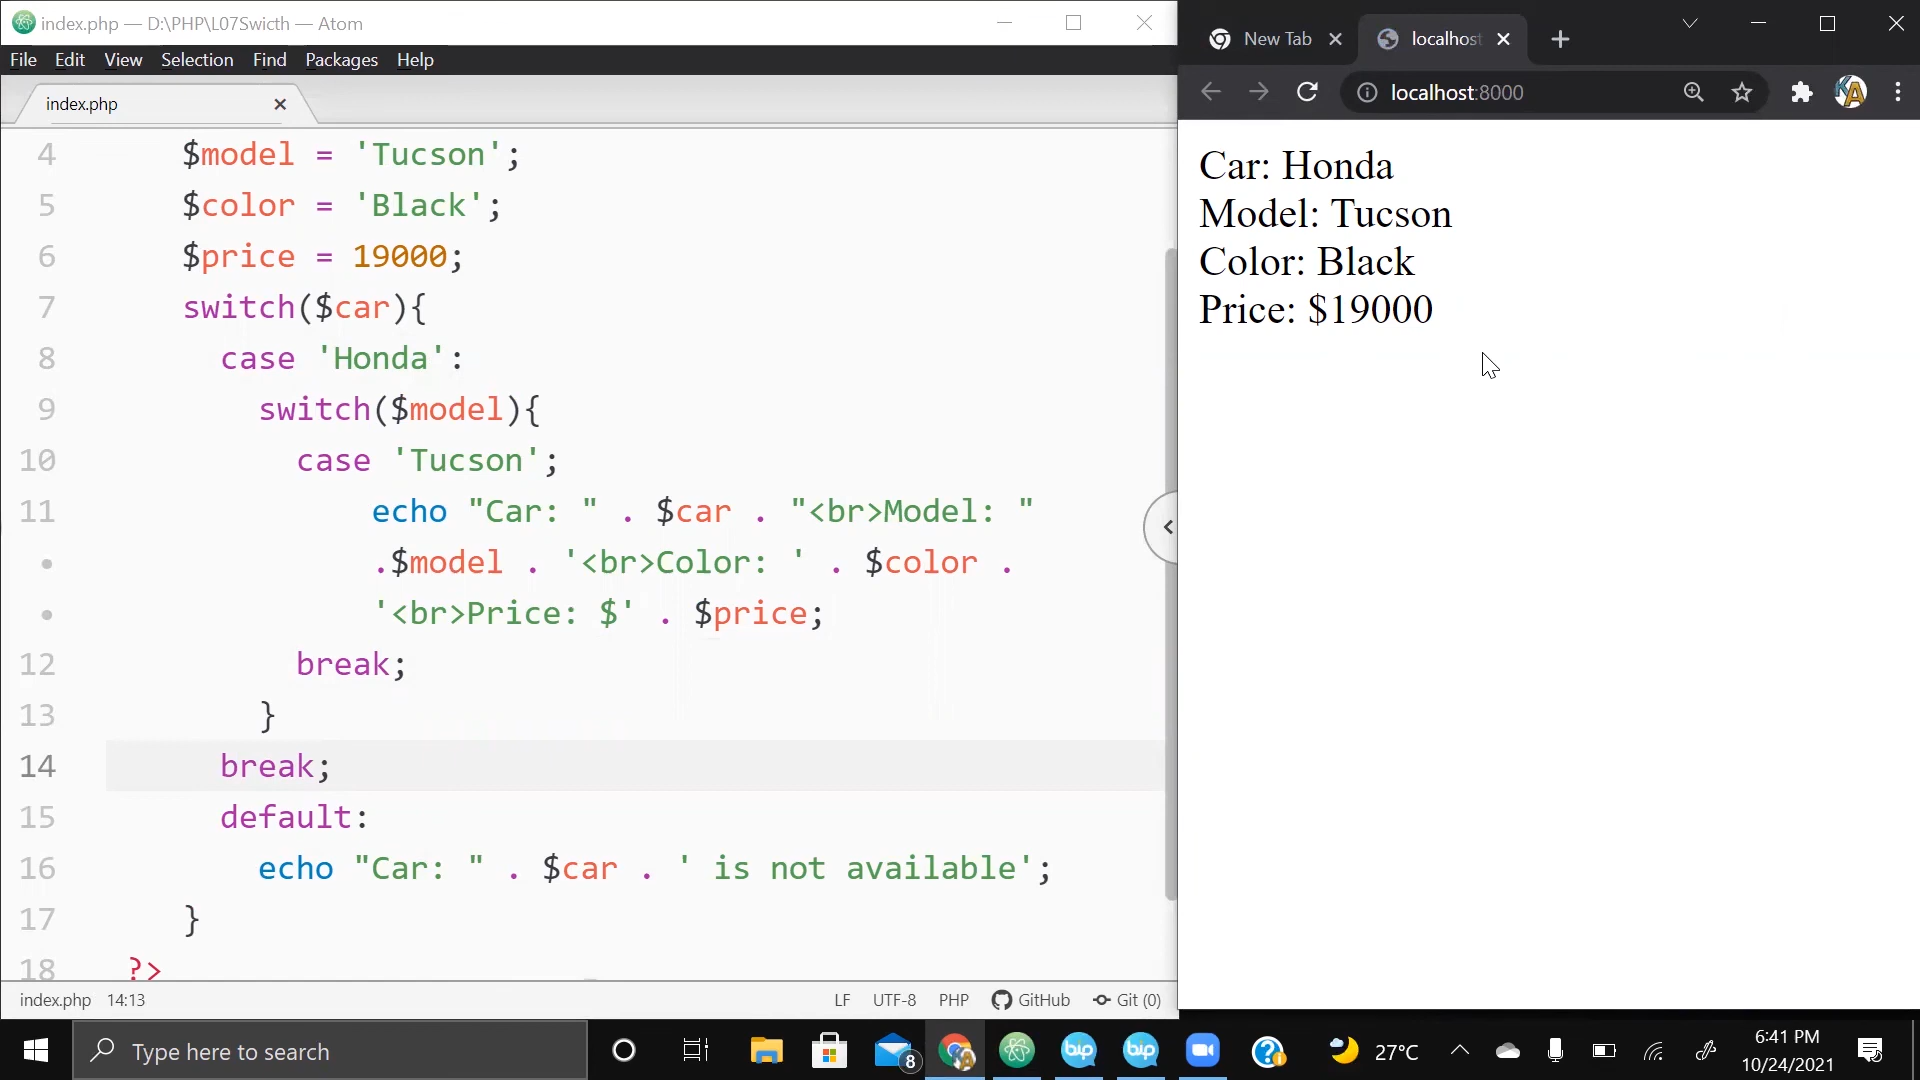 index.php — D:\PHP\L07Swicth — Atom
File Edit View Selection Find Packages Help
index.php
4 $model = 'Tucson';
5 $color = 'Black';
6 $price = 19000;
7 switch($car){
8 case 'Honda':
9 switch($model){
10 case 'Tucson';
11 echo "Car: " . $car . "<br>Model: "
.$model . '<br>Color: ' . $color .
'<br>Price: $' . $price;
12 break;
13 }
14 break;
15 default:
16 echo "Car: " . $car . ' is not available';
17 }
18 ?>
index.php 14:13 LF UTF-8 PHP GitHub Git (0)
New Tab localhost
localhost:8000
Car: Honda
Model: Tucson
Color: Black
Price: $19000
Type here to search
8
bip
bip
27°C
6:41 PM
10/24/2021